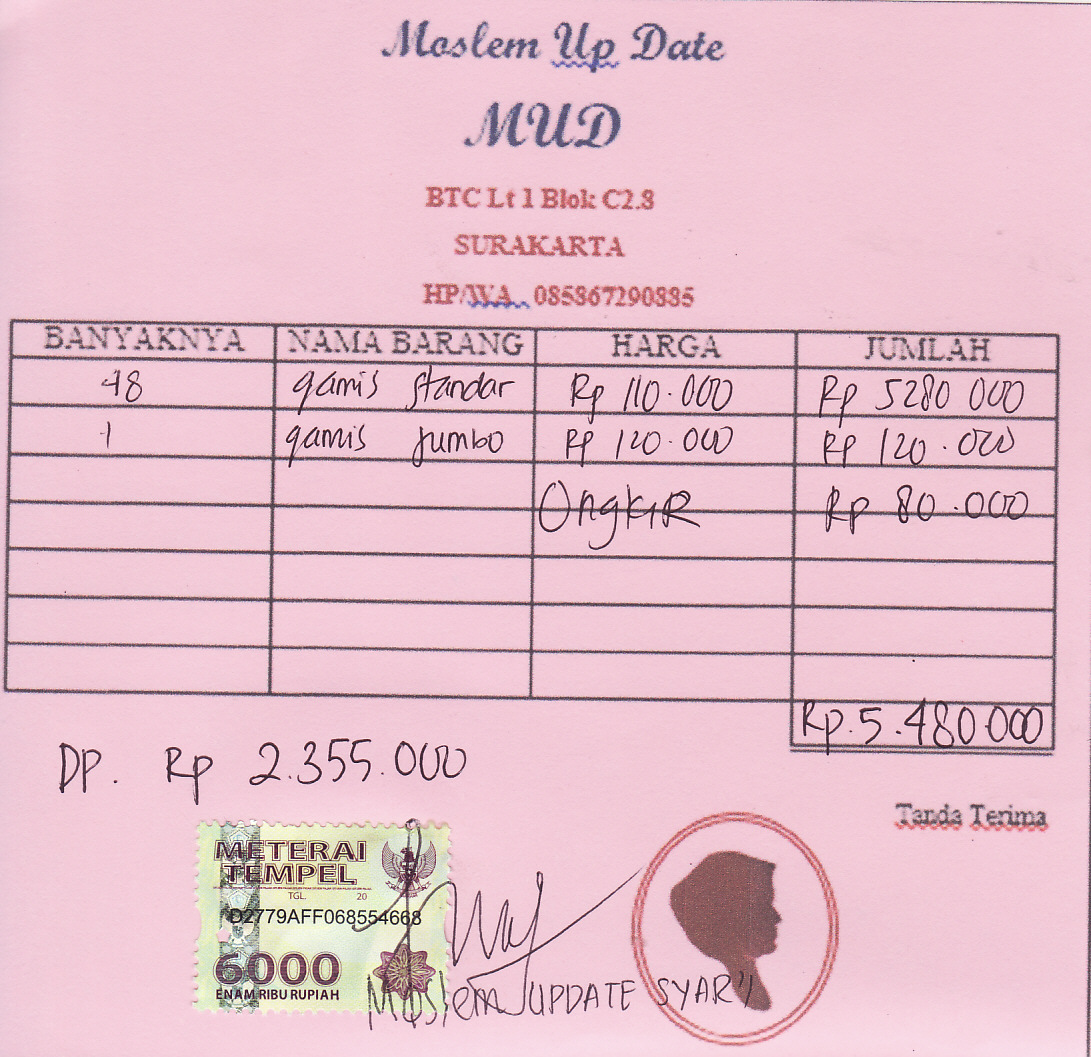 Moslem Up Date
MUD
BTC Lt 1 Blok C2.8
SURAKARTA
HP/WA 085867290885
BANYAKNYA NAMA BARANG HARGA JUMLAH
48 gamis standar Rp 110.000 Rp 5280 000
1 gamis jumbo Rp 120.000 Rp 120.000
Ongkir Rp 80.000
Rp. 5.480.000
DP. Rp 2.355.000
Tanda Terima
METERAI
TEMPEL
TGL. 20
D2779AFF068554668
6000
ENAM RIBU RUPIAH
Moslem UPDATE SYAR'I